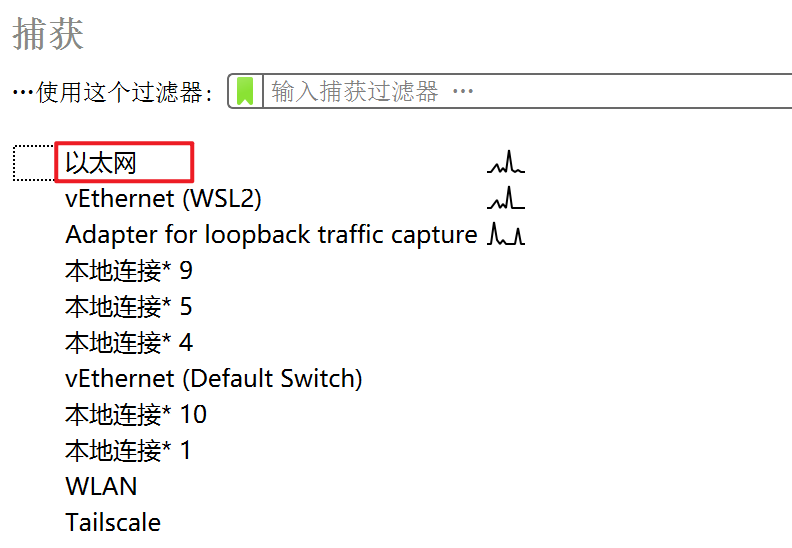 捕获
…使用这个过滤器： 输入捕获过滤器 …
以太网
vEthernet (WSL2)
Adapter for loopback traffic capture
本地连接* 9
本地连接* 5
本地连接* 4
vEthernet (Default Switch)
本地连接* 10
本地连接* 1
WLAN
Tailscale